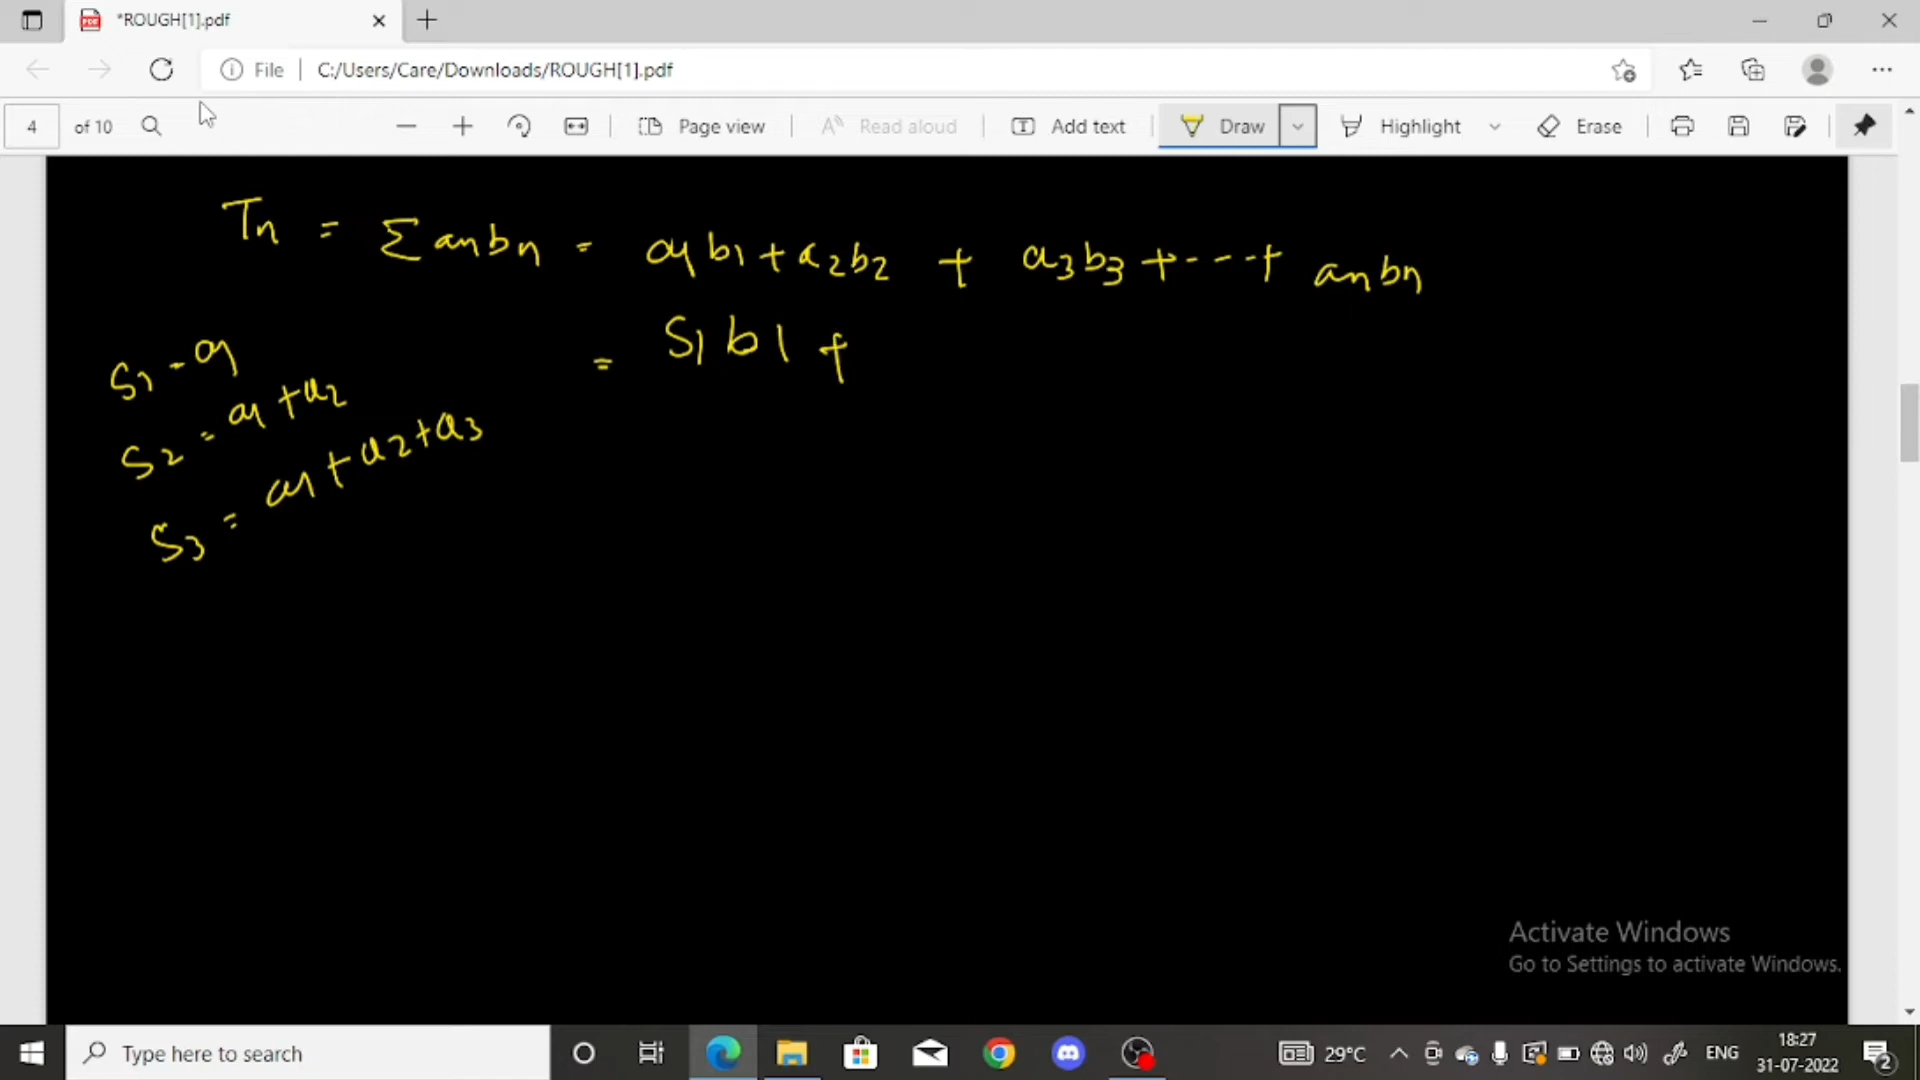 *ROUGH[1].pdf
File C:/Users/Care/Downloads/ROUGH[1].pdf
4 of 10 Page view Read aloud Add text Draw Highlight Erase
Tn = Σ anbn = a1b1 + a2b2 + a3b3 + ---+ anbn
= S1 b1 +
S1 = a1
S2 = a1 + a2
S3 = a1 + a2 + a3
Activate Windows
Go to Settings to activate Windows.
Type here to search
29°C ENG 18:27
31-07-2022
2